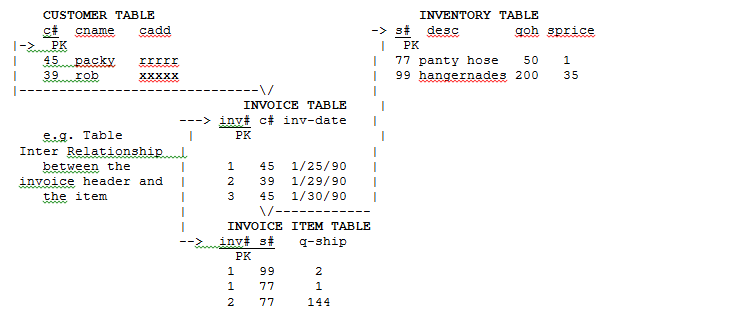 CUSTOMER TABLE INVENTORY TABLE
c# cname cadd -> s# desc qoh sprice
|-> PK | PK
| 45 packy rrrrr | 77 panty hose 50 1
| 39 rob xxxxx | 99 hangernades 200 35
|------------------------------\/ |
INVOICE TABLE |
---> inv# c# inv-date |
e.g. Table | PK |
Inter Relationship | |
between the | 1 45 1/25/90 |
invoice header and | 2 39 1/29/90 |
the item | 3 45 1/30/90 |
| \/------------
| INVOICE ITEM TABLE
--> inv# s# q-ship
PK
1 99 2
1 77 1
2 77 144